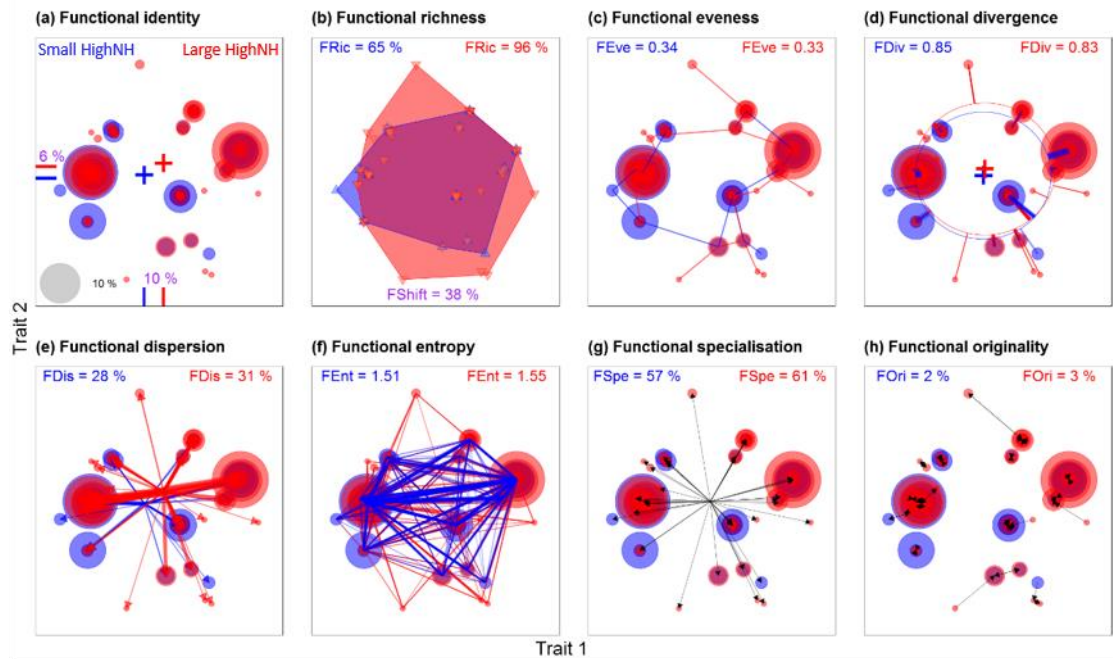 (a) Functional identity
(b) Functional richness
(c) Functional eveness
(d) Functional divergence
Small HighNH
Large HighNH
FRic = 65 %
FRic = 96 %
FEve = 0.34
FEve = 0.33
FDiv = 0.85
FDiv = 0.83
6 %
10 %
10 %
FShift = 38 %
Trait 2
(e) Functional dispersion
(f) Functional entropy
(g) Functional specialisation
(h) Functional originality
FDis = 28 %
FDis = 31 %
FEnt = 1.51
FEnt = 1.55
FSpe = 57 %
FSpe = 61 %
FOri = 2 %
FOri = 3 %
Trait 1